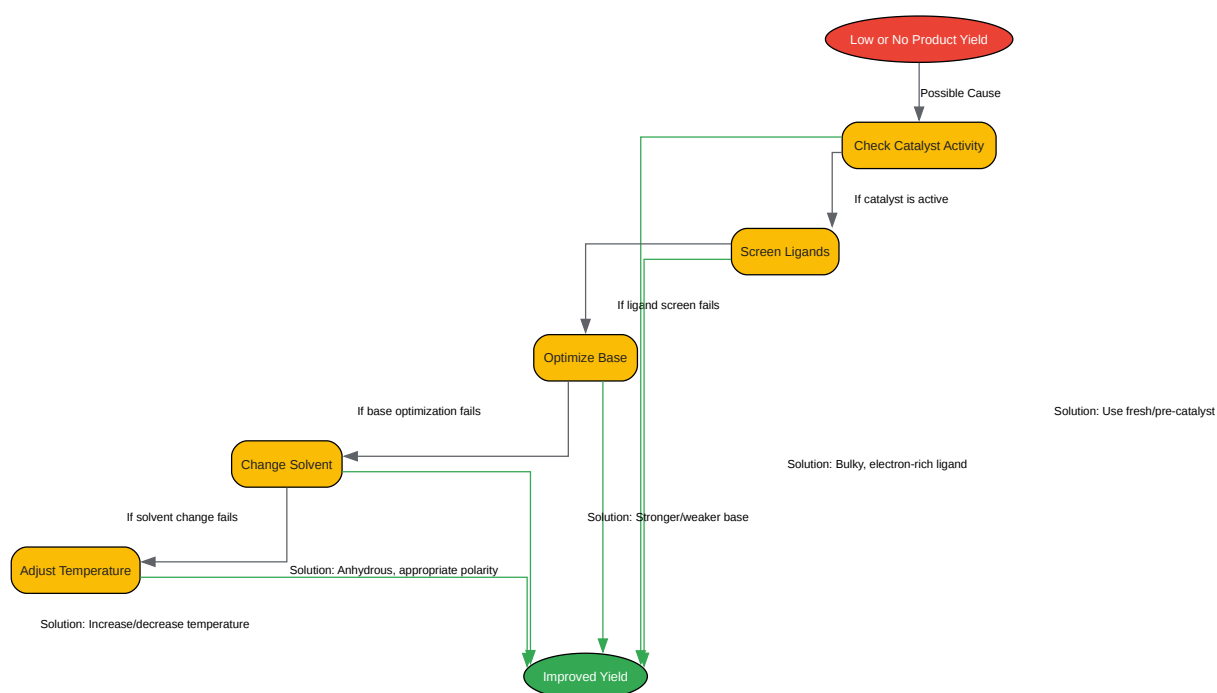 Low or No Product Yield
Possible Cause
Check Catalyst Activity
If catalyst is active
Screen Ligands
If ligand screen fails
Optimize Base
If base optimization fails
Solution: Use fresh/pre-catalyst
Change Solvent
Solution: Bulky, electron-rich ligand
If solvent change fails
Solution: Stronger/weaker base
Adjust Temperature
Solution: Anhydrous, appropriate polarity
Solution: Increase/decrease temperature
Improved Yield